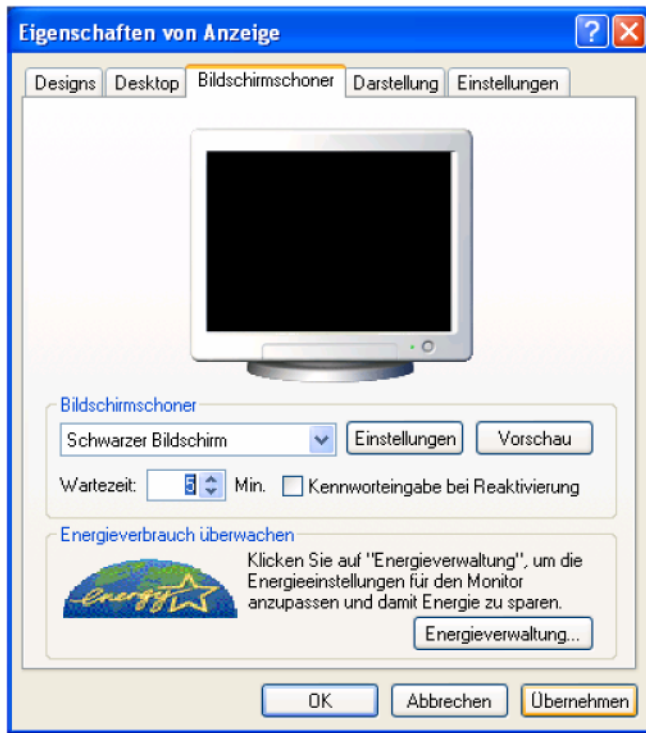 Eigenschaften von Anzeige
Designs Desktop Bildschirmschoner Darstellung Einstellungen
Bildschirmschoner
Schwarzer Bildschirm Einstellungen Vorschau
Wartezeit: 5 Min. Kennworteingabe bei Reaktivierung
Energieverbrauch überwachen
energy
Klicken Sie auf "Energieverwaltung", um die
Energieeinstellungen für den Monitor
anzupassen und damit Energie zu sparen.
Energieverwaltung...
OK Abbrechen Übernehmen